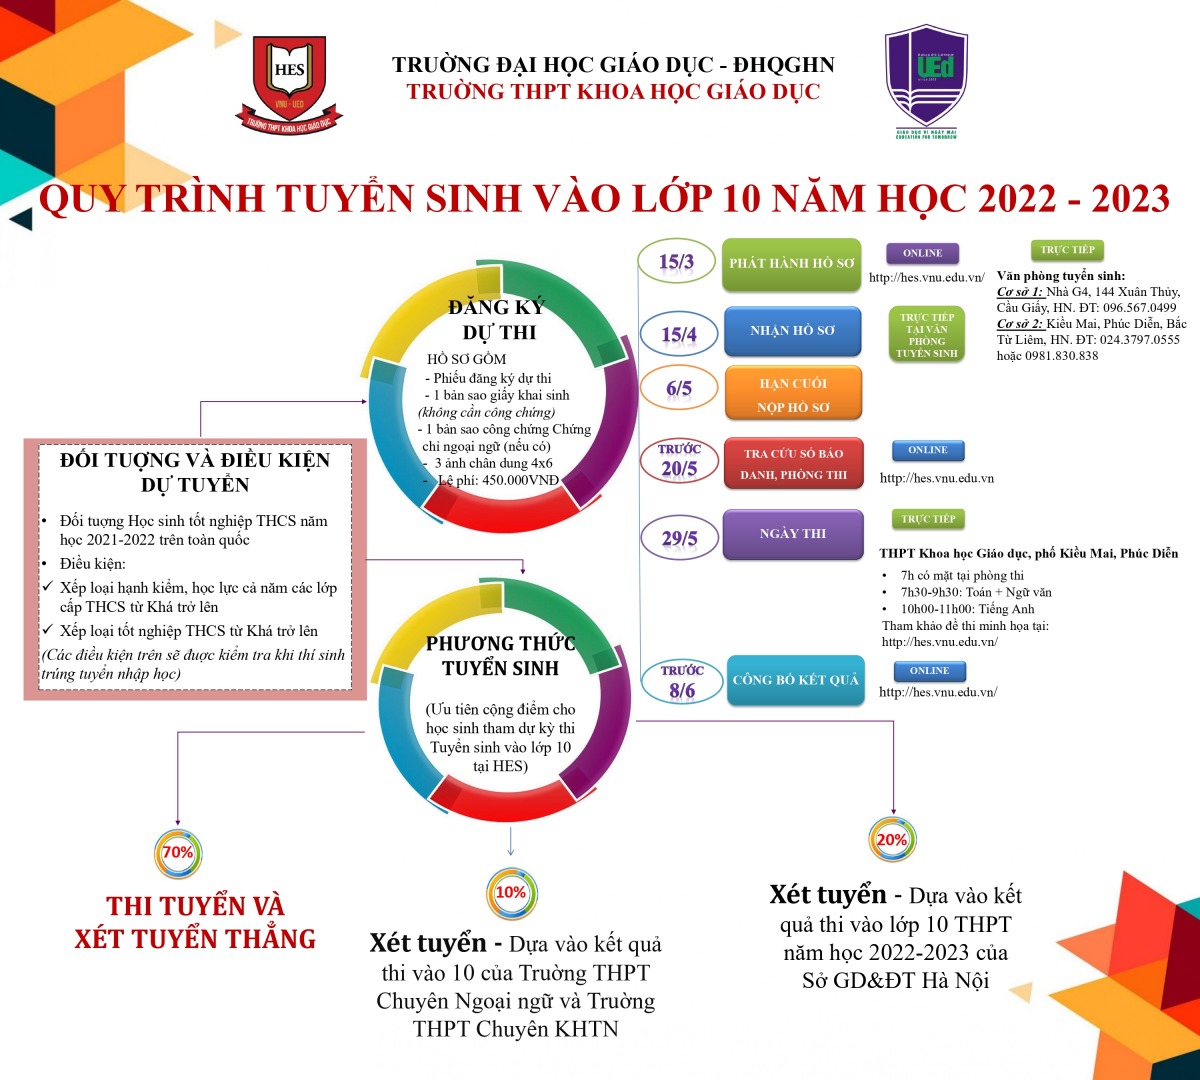 HES
VNU - UED
TRƯỜNG THPT KHOA HỌC GIÁO DỤC
TRƯỜNG ĐẠI HỌC GIÁO DỤC - ĐHQGHN
TRƯỜNG THPT KHOA HỌC GIÁO DỤC
UEd
GIÁO DỤC VÌ NGÀY MAI
EDUCATION FOR TOMORROW
QUY TRÌNH TUYỂN SINH VÀO LỚP 10 NĂM HỌC 2022 - 2023
ĐĂNG KÝ
DỰ THI
HỒ SƠ GỒM
- Phiếu đăng ký dự thi
- 1 bản sao giấy khai sinh
(không cần công chứng)
- 1 bản sao công chứng Chứng
chỉ ngoại ngữ (nếu có)
- 3 ảnh chân dung 4x6
- Lệ phí: 450.000VNĐ
15/3
PHÁT HÀNH HỒ SƠ
ONLINE
http://hes.vnu.edu.vn/
TRỰC TIẾP
Văn phòng tuyển sinh:
Cơ sở 1: Nhà G4, 144 Xuân Thủy,
Cầu Giấy, HN. ĐT: 096.567.0499
Cơ sở 2: Kiều Mai, Phúc Diễn, Bắc
Từ Liêm, HN. ĐT: 024.3797.0555
hoặc 0981.830.838
15/4
NHẬN HỒ SƠ
TRỰC TIẾP
TẠI VĂN
PHÒNG
TUYỂN SINH
6/5
HẠN CUỐI
NỘP HỒ SƠ
TRƯỚC
20/5
TRA CỨU SỐ BÁO
DANH, PHÒNG THI
ONLINE
http://hes.vnu.edu.vn
29/5
NGÀY THI
TRỰC TIẾP
THPT Khoa học Giáo dục, phố Kiều Mai, Phúc Diễn
• 7h có mặt tại phòng thi
• 7h30-9h30: Toán + Ngữ văn
• 10h00-11h00: Tiếng Anh
Tham khảo đề thi minh họa tại:
http://hes.vnu.edu.vn/
TRƯỚC
8/6
CÔNG BỐ KẾT QUẢ
ONLINE
http://hes.vnu.edu.vn/
ĐỐI TƯỢNG VÀ ĐIỀU KIỆN
DỰ TUYỂN
• Đối tượng Học sinh tốt nghiệp THCS năm
học 2021-2022 trên toàn quốc
• Điều kiện:
✓ Xếp loại hạnh kiểm, học lực cả năm các lớp
cấp THCS từ Khá trở lên
✓ Xếp loại tốt nghiệp THCS từ Khá trở lên
(Các điều kiện trên sẽ được kiểm tra khi thí sinh
trúng tuyển nhập học)
PHƯƠNG THỨC
TUYỂN SINH
(Ưu tiên cộng điểm cho
học sinh tham dự kỳ thi
Tuyển sinh vào lớp 10
tại HES)
70%
THI TUYỂN VÀ
XÉT TUYỂN THẲNG
10%
Xét tuyển - Dựa vào kết quả
thi vào 10 của Trường THPT
Chuyên Ngoại ngữ và Trường
THPT Chuyên KHTN
20%
Xét tuyển - Dựa vào kết
quả thi vào lớp 10 THPT
năm học 2022-2023 của
Sở GD&ĐT Hà Nội